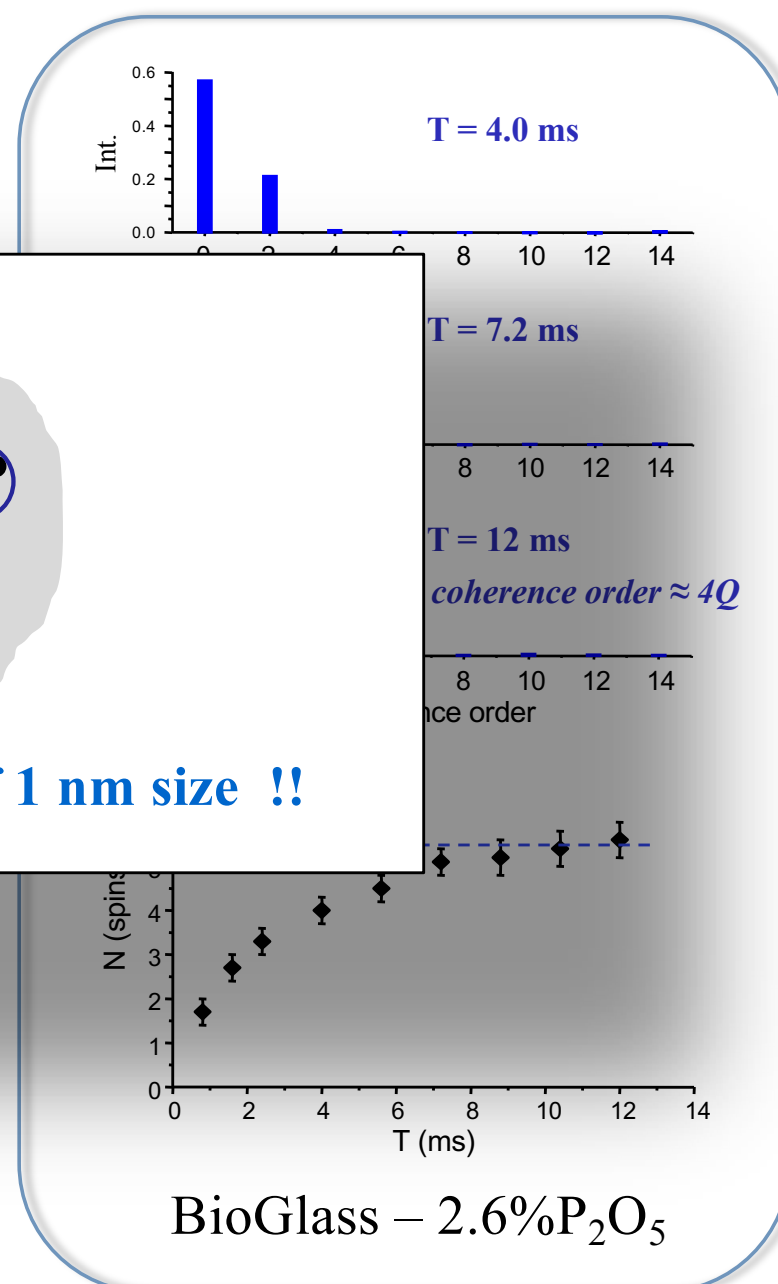 0.6
T = 4.0 ms
0.4
Int.
0.2
0.0
8 10 12 14
T = 7.2 ms
8 10 12 14
T = 12 ms
coherence order ≈ 4Q
8 10 12 14
order
1 nm size !!
N (spins
4
3
2
1
0
0 2 4 6 8 10 12 14
T (ms)
BioGlass – 2.6%P₂O₅